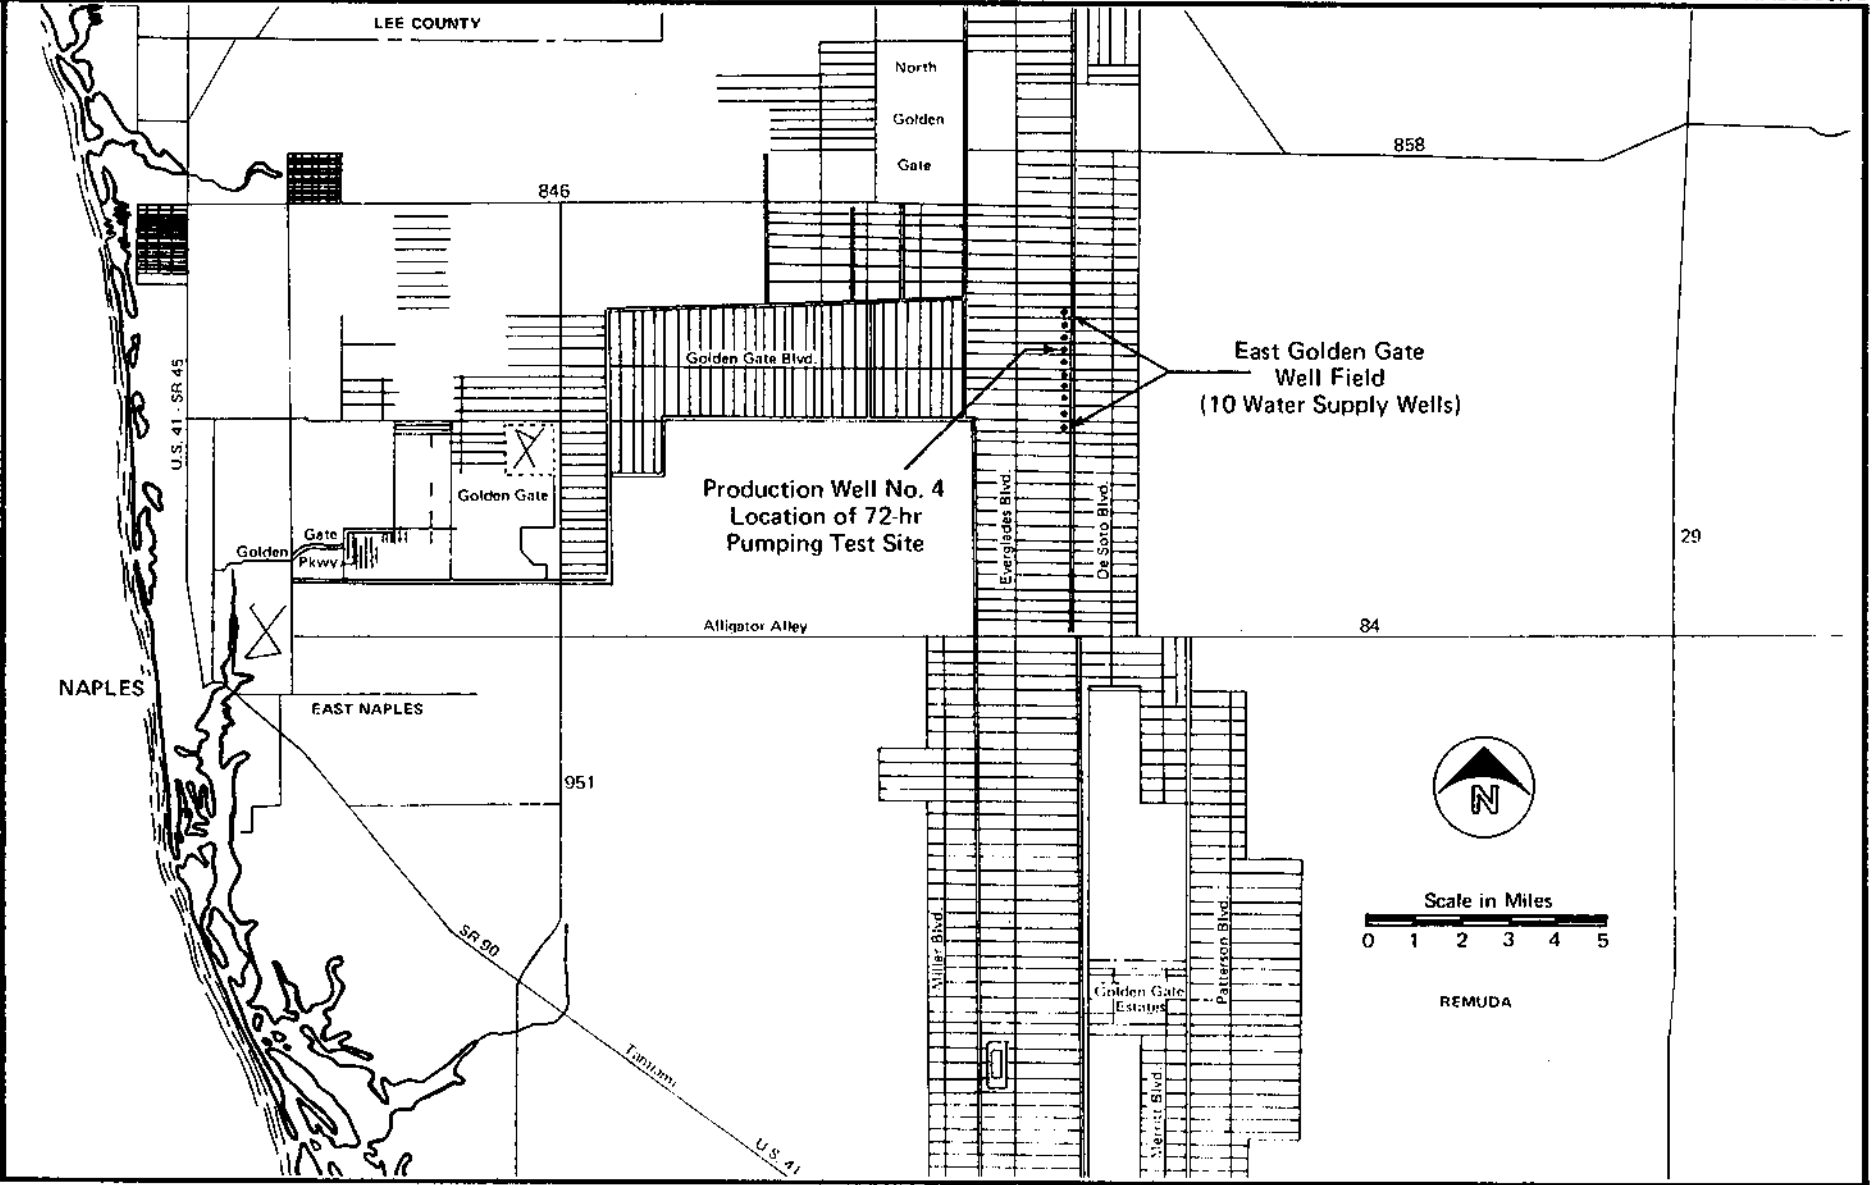 LEE COUNTY
North
Golden
Gate
858
846
U.S. 41 - SR 45
Golden Gate Blvd.
East Golden Gate
Well Field
(10 Water Supply Wells)
Production Well No. 4
Location of 72-hr
Pumping Test Site
Everglades Blvd.
De Soto Blvd.
Golden Gate
Golden
Gate
Pkwy.
29
Alligator Alley
84
NAPLES
EAST NAPLES
951
N
Scale in Miles
0 1 2 3 4 5
REMUDA
SR 90
Miller Blvd.
Patterson Blvd.
Golden Gate
Estates
Merritt Blvd.
Tamiami
U.S. 41